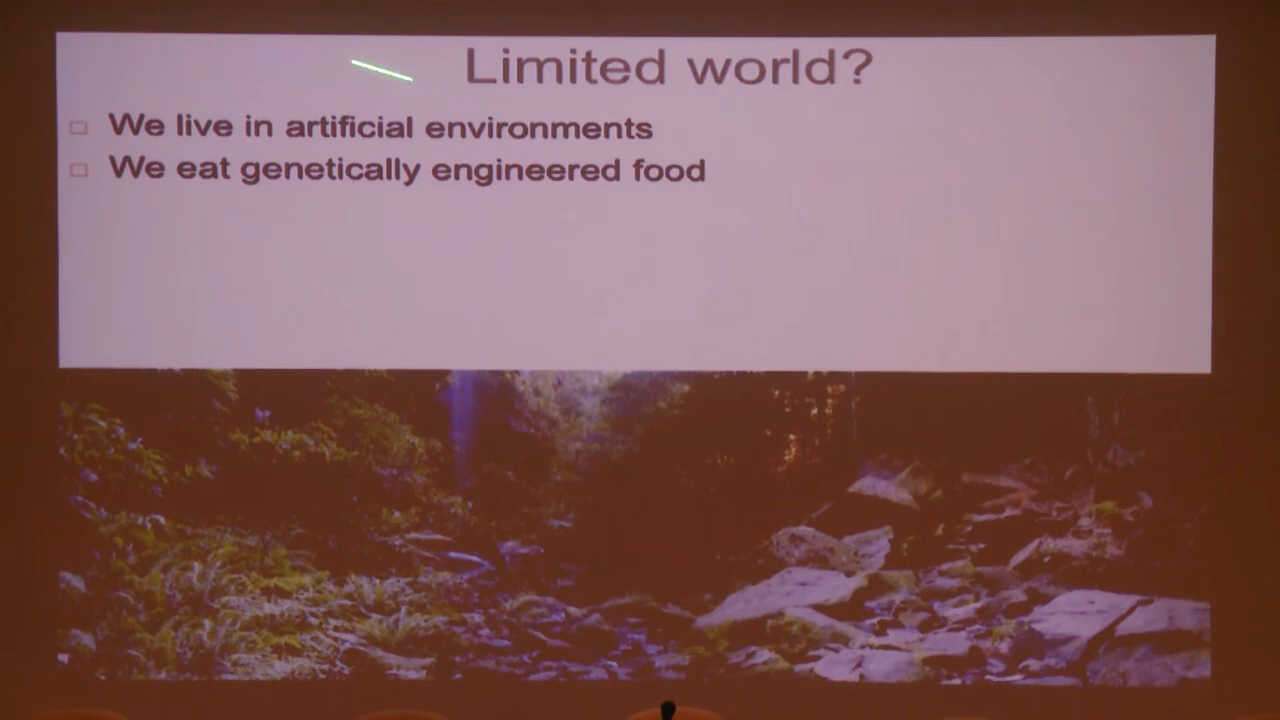 Limited world?
We live in artificial environments
We eat genetically engineered food